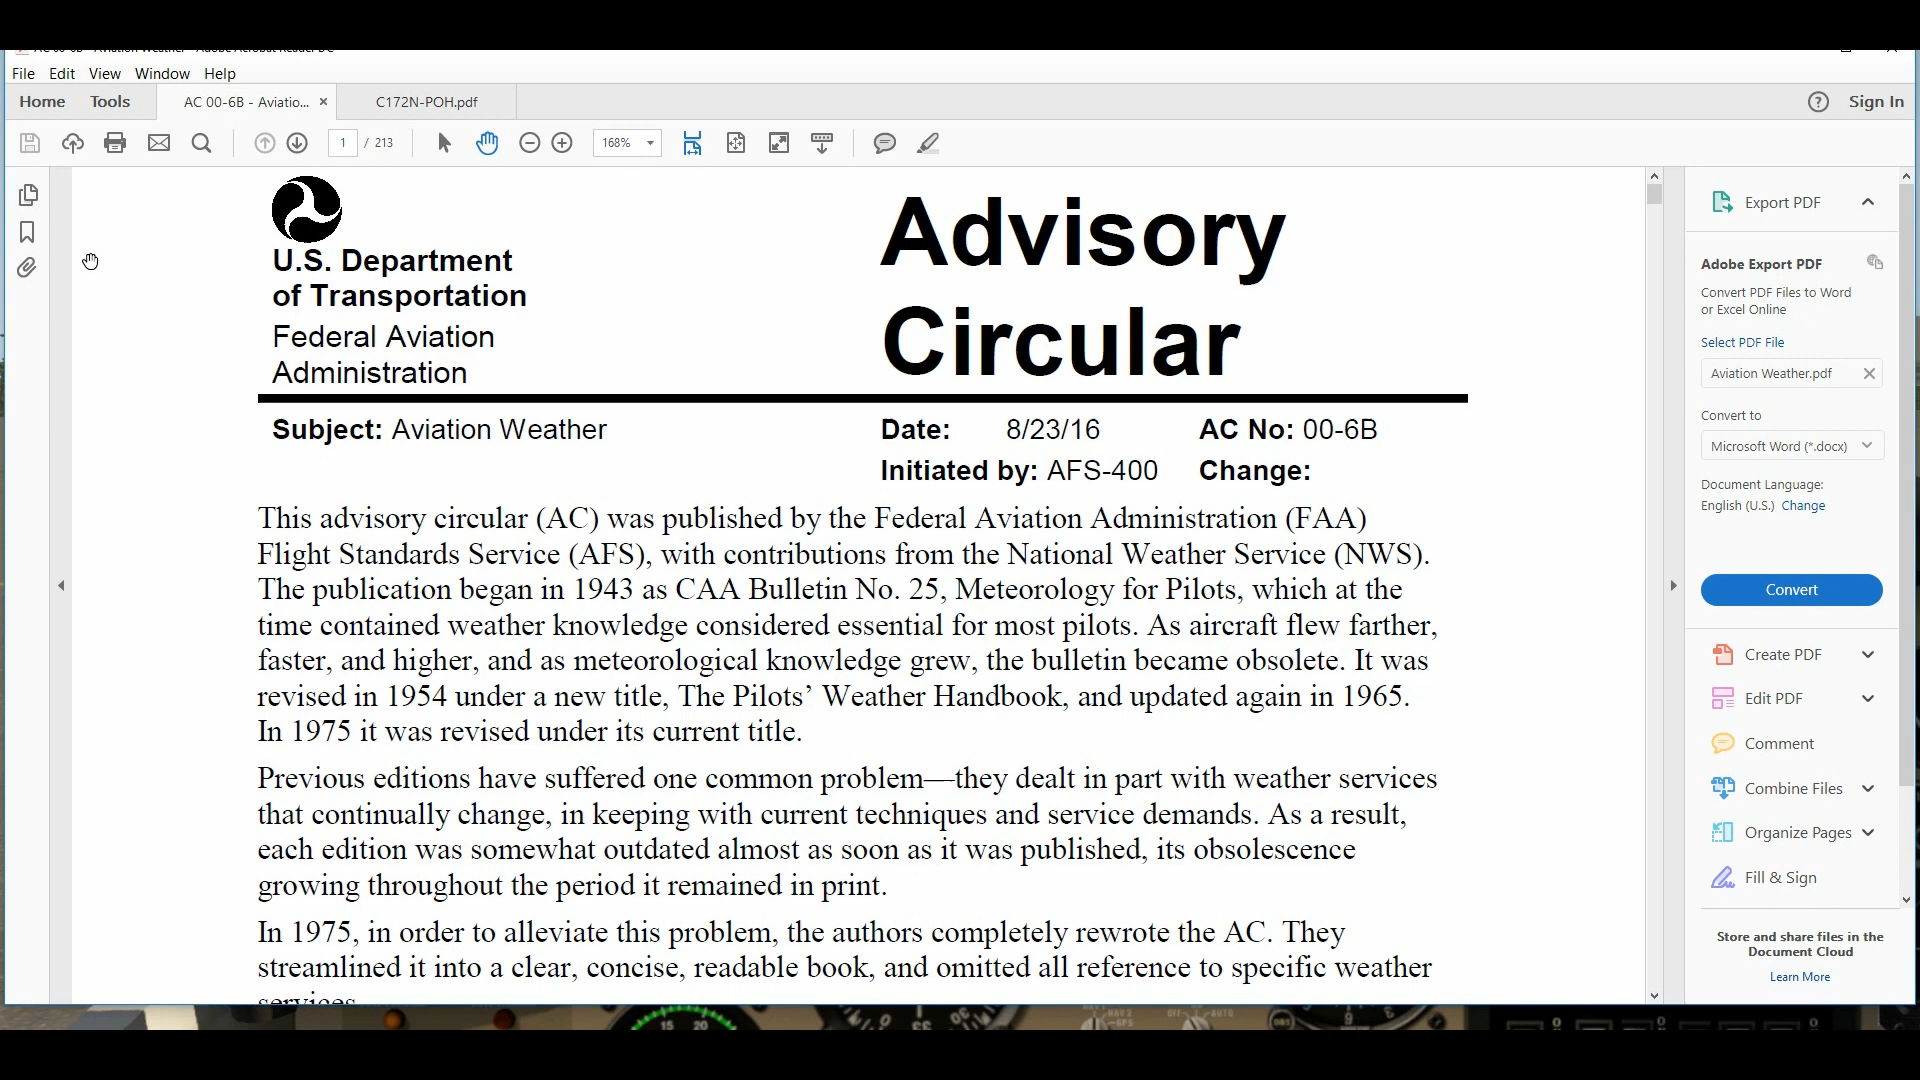 AC 00-6B - Aviation Weather - Adobe Acrobat Reader DC
File Edit View Window Help
Home Tools AC 00-6B - Aviatio... × C172N-POH.pdf ? Sign In
1 / 213 168%
U.S. Department
of Transportation
Federal Aviation
Administration
Advisory
Circular
Subject: Aviation Weather
Date: 8/23/16 AC No: 00-6B
Initiated by: AFS-400 Change:
This advisory circular (AC) was published by the Federal Aviation Administration (FAA)
Flight Standards Service (AFS), with contributions from the National Weather Service (NWS).
The publication began in 1943 as CAA Bulletin No. 25, Meteorology for Pilots, which at the
time contained weather knowledge considered essential for most pilots. As aircraft flew farther,
faster, and higher, and as meteorological knowledge grew, the bulletin became obsolete. It was
revised in 1954 under a new title, The Pilots’ Weather Handbook, and updated again in 1965.
In 1975 it was revised under its current title.
Previous editions have suffered one common problem—they dealt in part with weather services
that continually change, in keeping with current techniques and service demands. As a result,
each edition was somewhat outdated almost as soon as it was published, its obsolescence
growing throughout the period it remained in print.
In 1975, in order to alleviate this problem, the authors completely rewrote the AC. They
streamlined it into a clear, concise, readable book, and omitted all reference to specific weather
services.
Export PDF
Adobe Export PDF
Convert PDF Files to Word
or Excel Online
Select PDF File
Aviation Weather.pdf
Convert to
Microsoft Word (*.docx)
Document Language:
English (U.S.) Change
Convert
Create PDF
Edit PDF
Comment
Combine Files
Organize Pages
Fill & Sign
Store and share files in the
Document Cloud
Learn More
15 20